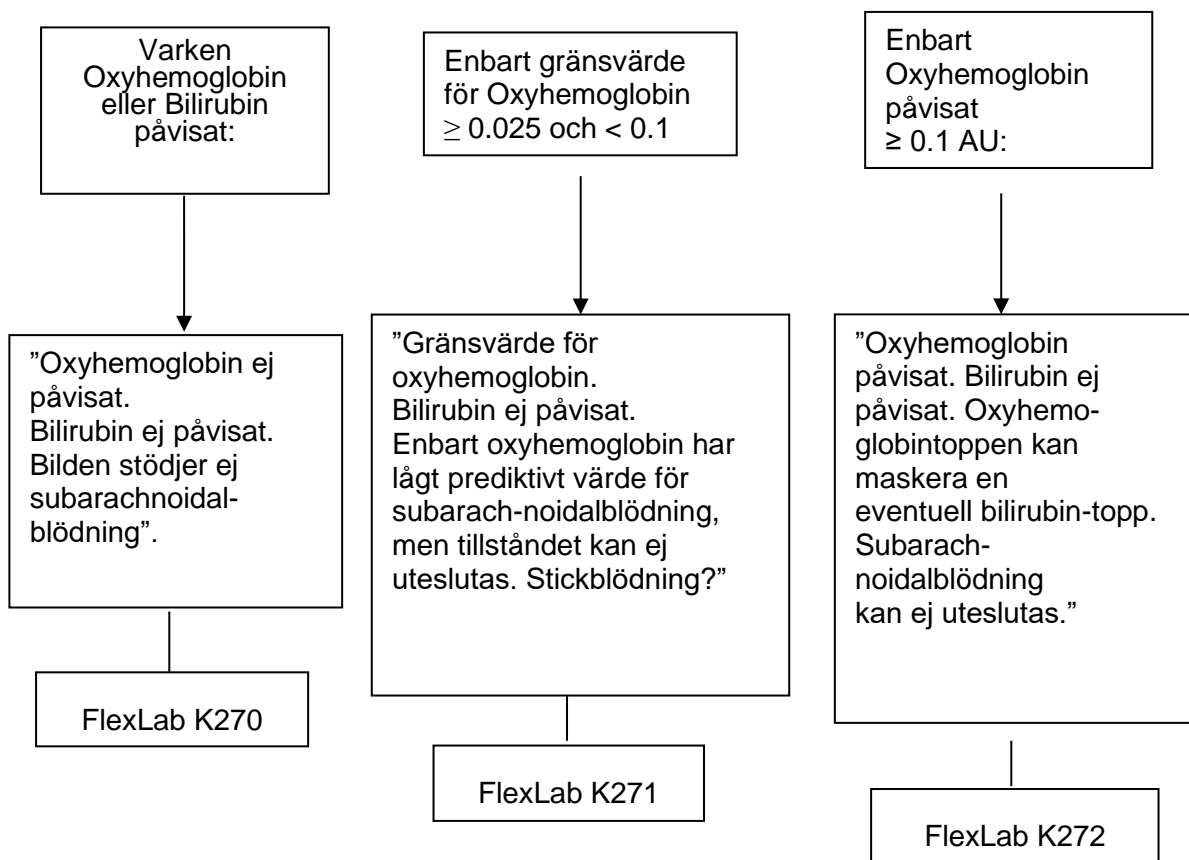 Varken
Oxyhemoglobin
eller Bilirubin
påvisat:
Enbart gränsvärde
för Oxyhemoglobin
≥ 0.025 och < 0.1
Enbart
Oxyhemoglobin
påvisat
≥ 0.1 AU:
”Oxyhemoglobin ej
påvisat.
Bilirubin ej påvisat.
Bilden stödjer ej
subarachnoidal-
blödning”.
”Gränsvärde för
oxyhemoglobin.
Bilirubin ej påvisat.
Enbart oxyhemoglobin har
lågt prediktivt värde för
subarach-noidalblödning,
men tillståndet kan ej
uteslutas. Stickblödning?”
”Oxyhemoglobin
påvisat. Bilirubin ej
påvisat. Oxyhemo-
globintoppen kan
maskera en
eventuell bilirubin-topp.
Subarach-
noidalblödning
kan ej uteslutas.”
FlexLab K270
FlexLab K271
FlexLab K272